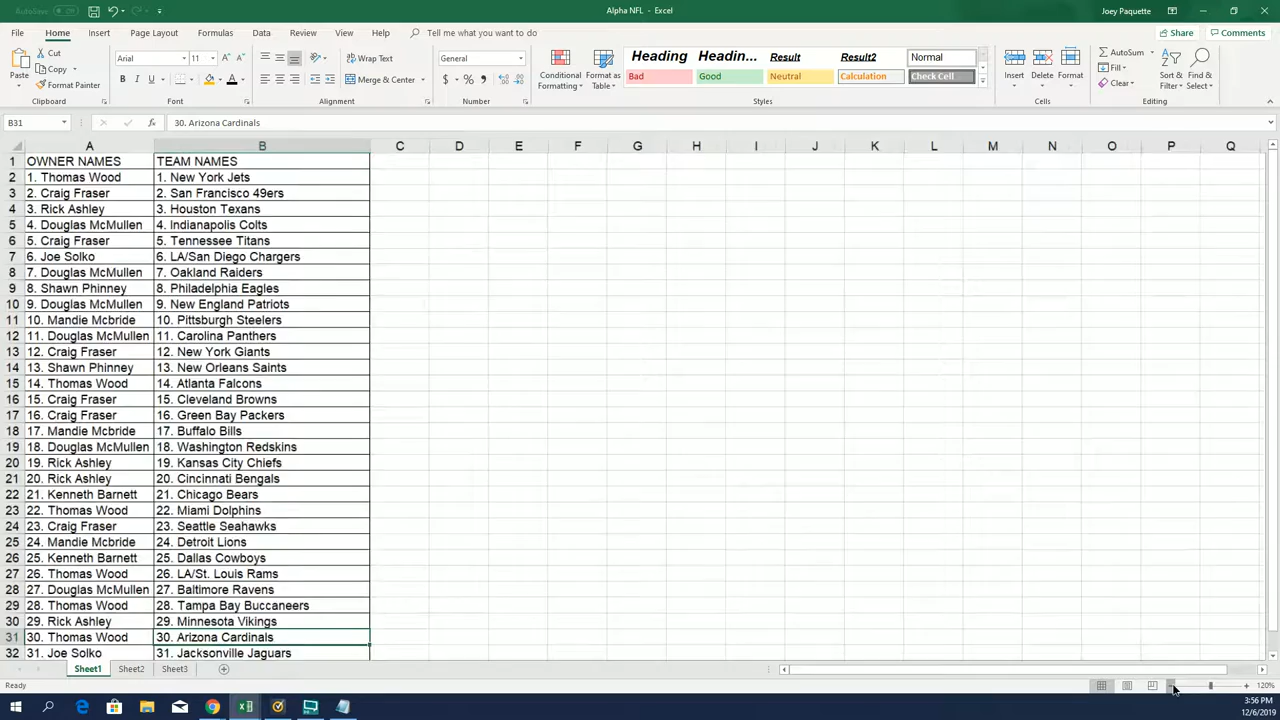 AutoSave Off Alpha NFL - Excel Joey Paquette
File Home Insert Page Layout Formulas Data Review View Help Tell me what you want to do Share Comments
Paste Cut Copy Format Painter Clipboard
Arial 11 B I U A Font
Wrap Text Merge & Center Alignment
General $ % Number
Conditional Formatting Format as Table
Heading Headin... Result Result2 Normal
Bad Good Neutral Calculation Check Cell
Styles
Insert Delete Format Cells
AutoSum Fill Clear Sort & Filter Find & Select Editing
B31 fx 30. Arizona Cardinals
A B C D E F G H I J K L M N O P Q
1 OWNER NAMES TEAM NAMES
2 1. Thomas Wood 1. New York Jets
3 2. Craig Fraser 2. San Francisco 49ers
4 3. Rick Ashley 3. Houston Texans
5 4. Douglas McMullen 4. Indianapolis Colts
6 5. Craig Fraser 5. Tennessee Titans
7 6. Joe Solko 6. LA/San Diego Chargers
8 7. Douglas McMullen 7. Oakland Raiders
9 8. Shawn Phinney 8. Philadelphia Eagles
10 9. Douglas McMullen 9. New England Patriots
11 10. Mandie Mcbride 10. Pittsburgh Steelers
12 11. Douglas McMullen 11. Carolina Panthers
13 12. Craig Fraser 12. New York Giants
14 13. Shawn Phinney 13. New Orleans Saints
15 14. Thomas Wood 14. Atlanta Falcons
16 15. Craig Fraser 15. Cleveland Browns
17 16. Craig Fraser 16. Green Bay Packers
18 17. Mandie Mcbride 17. Buffalo Bills
19 18. Douglas McMullen 18. Washington Redskins
20 19. Rick Ashley 19. Kansas City Chiefs
21 20. Rick Ashley 20. Cincinnati Bengals
22 21. Kenneth Barnett 21. Chicago Bears
23 22. Thomas Wood 22. Miami Dolphins
24 23. Craig Fraser 23. Seattle Seahawks
25 24. Mandie Mcbride 24. Detroit Lions
26 25. Kenneth Barnett 25. Dallas Cowboys
27 26. Thomas Wood 26. LA/St. Louis Rams
28 27. Douglas McMullen 27. Baltimore Ravens
29 28. Thomas Wood 28. Tampa Bay Buccaneers
30 29. Rick Ashley 29. Minnesota Vikings
31 30. Thomas Wood 30. Arizona Cardinals
32 31. Joe Solko 31. Jacksonville Jaguars
Sheet1 Sheet2 Sheet3
Ready 120%
3:56 PM
12/6/2019